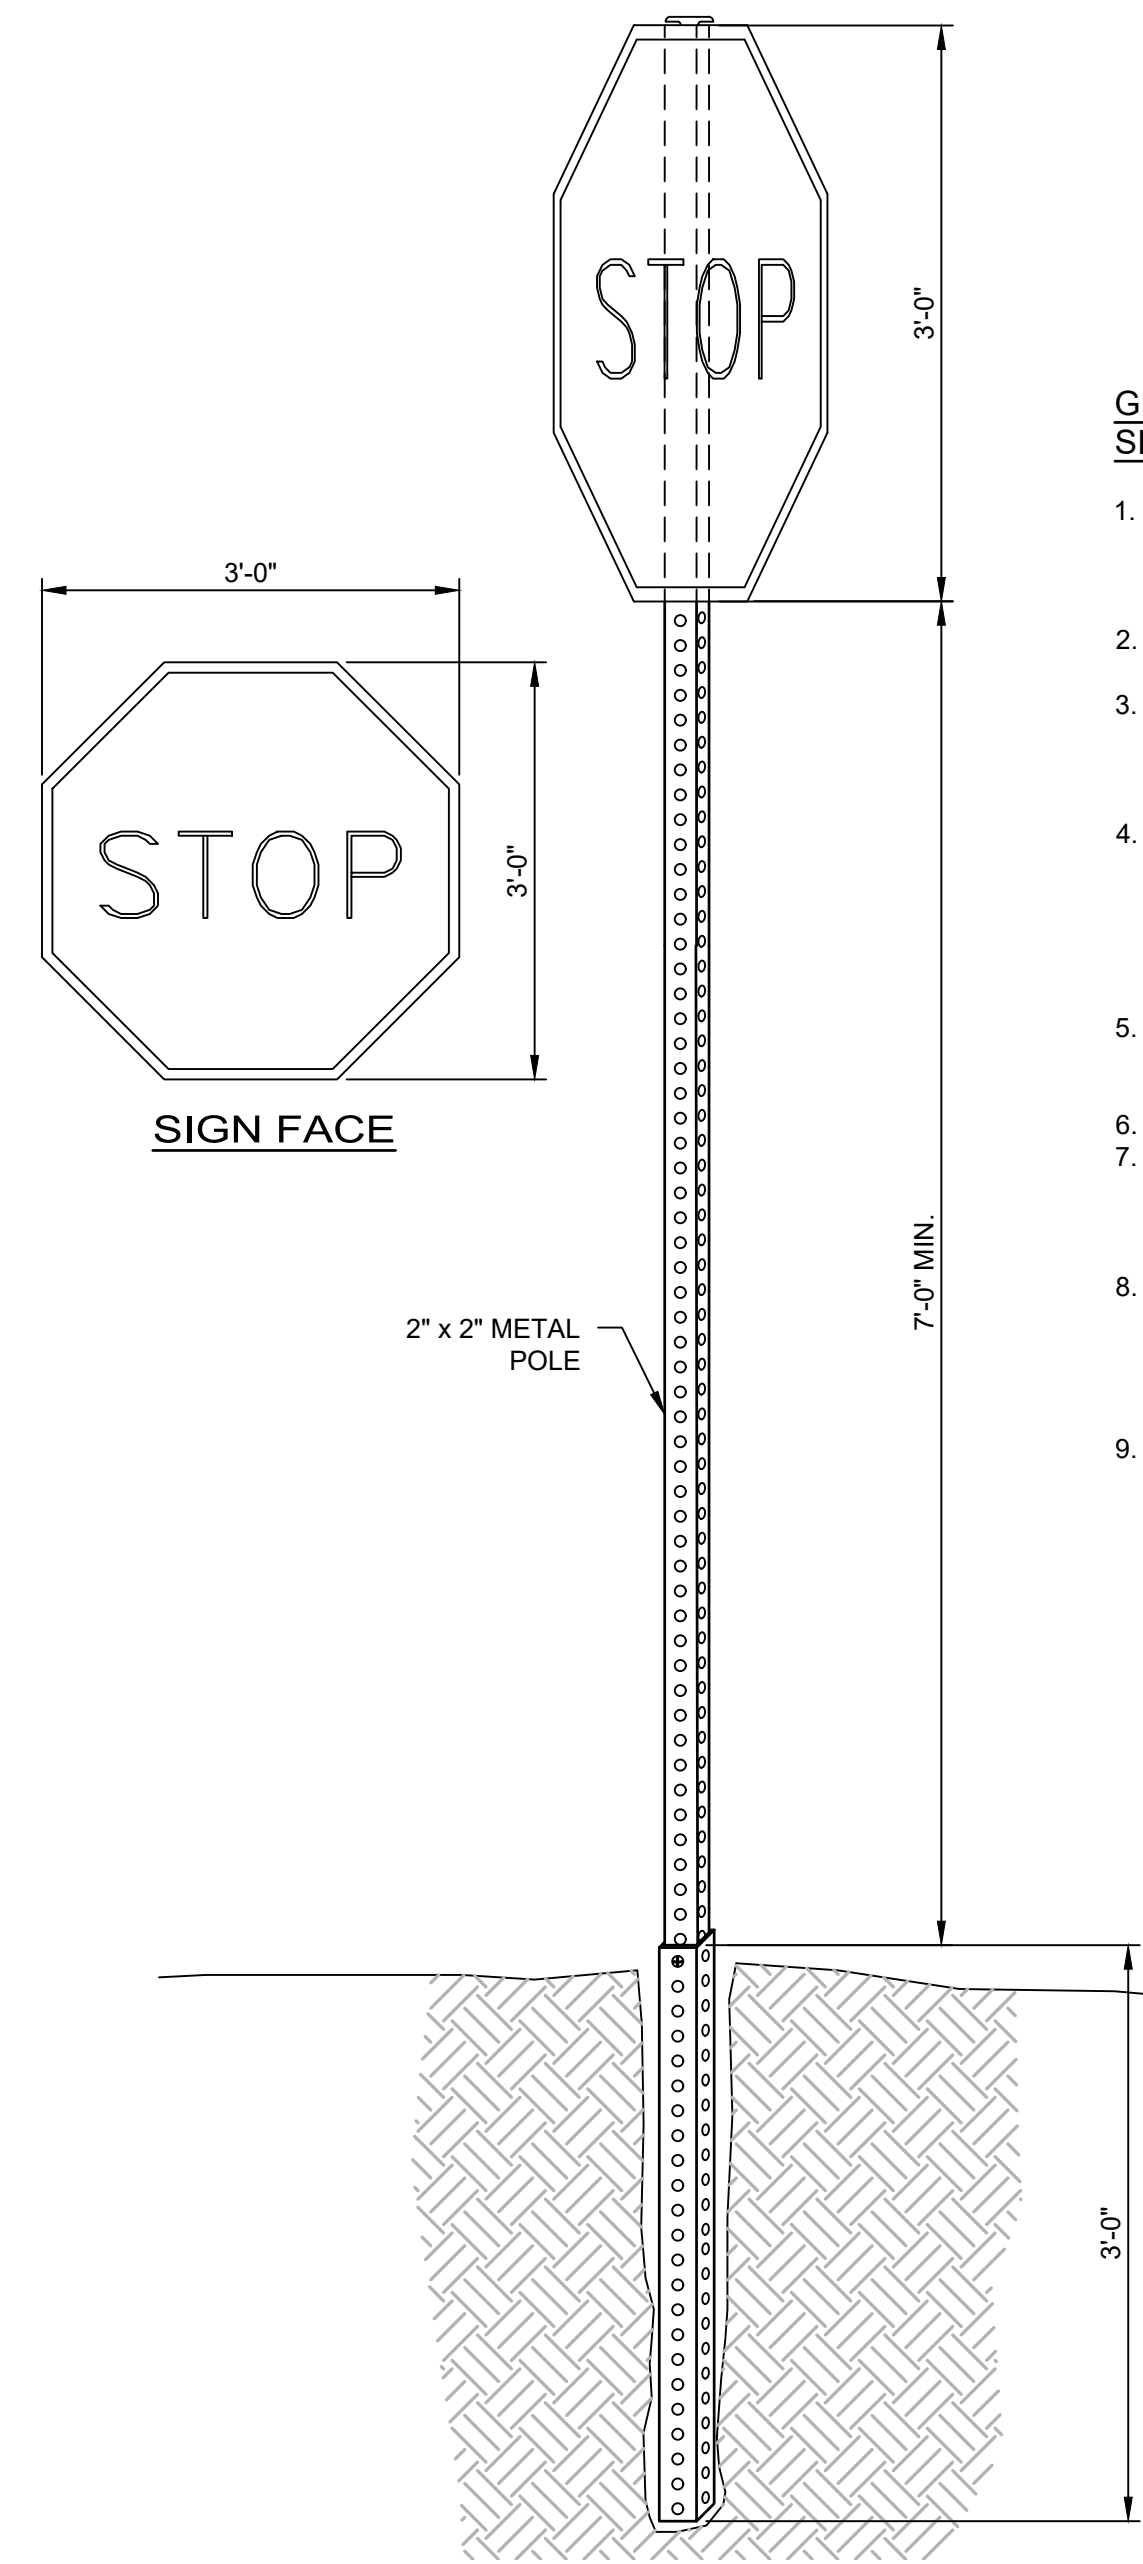 STOP
3'-0"
3'-0"
STOP
3'-0"
SIGN FACE
7'-0" MIN.
2" x 2" METAL
POLE
3'-0"
1.
2.
3.
4.
5.
6.
7.
8.
9.